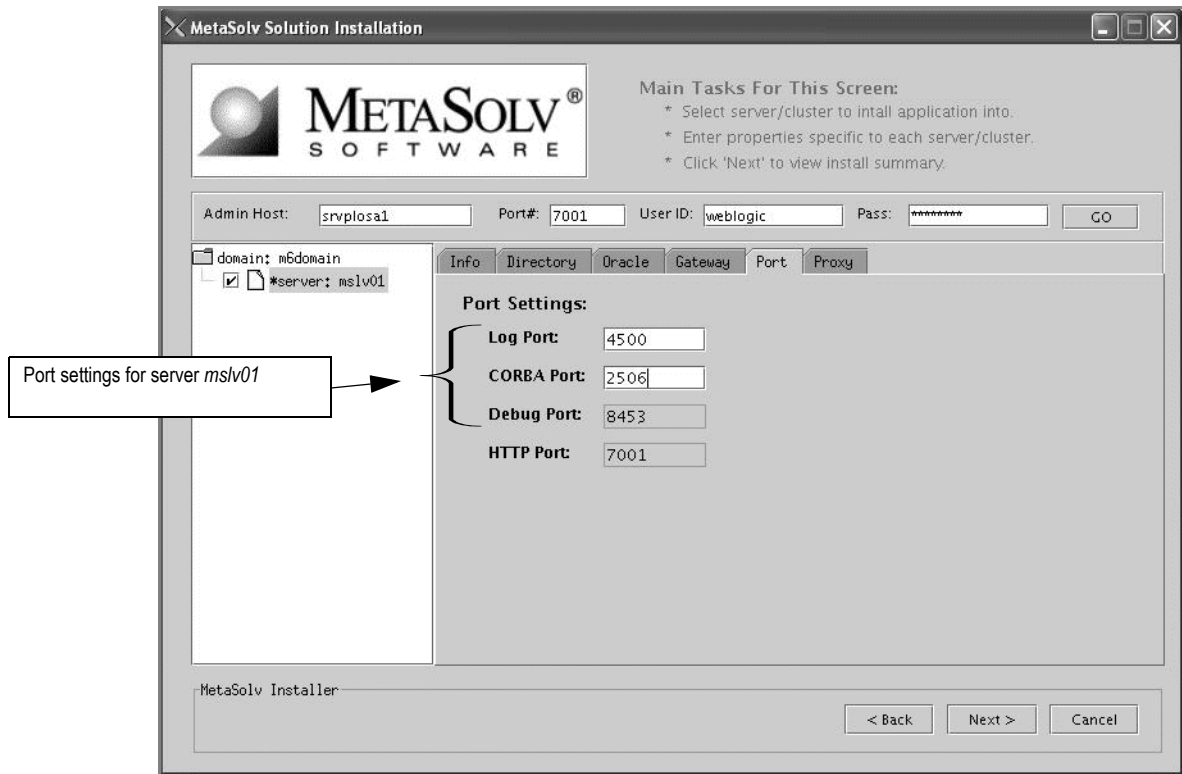 MetaSolv Solution Installation
METASOLV®
SOFTWARE
Main Tasks For This Screen:
* Select server/cluster to intall application into.
* Enter properties specific to each server/cluster.
* Click 'Next' to view install summary.
Admin Host: srvplosa1 Port#: 7001 User ID: weblogic Pass: ******** GO
domain: m6domain
*server: mslv01
Info Directory Oracle Gateway Port Proxy
Port Settings:
Log Port: 4500
CORBA Port: 2506
Debug Port: 8453
HTTP Port: 7001
Port settings for server mslv01
MetaSolv Installer
< Back Next > Cancel